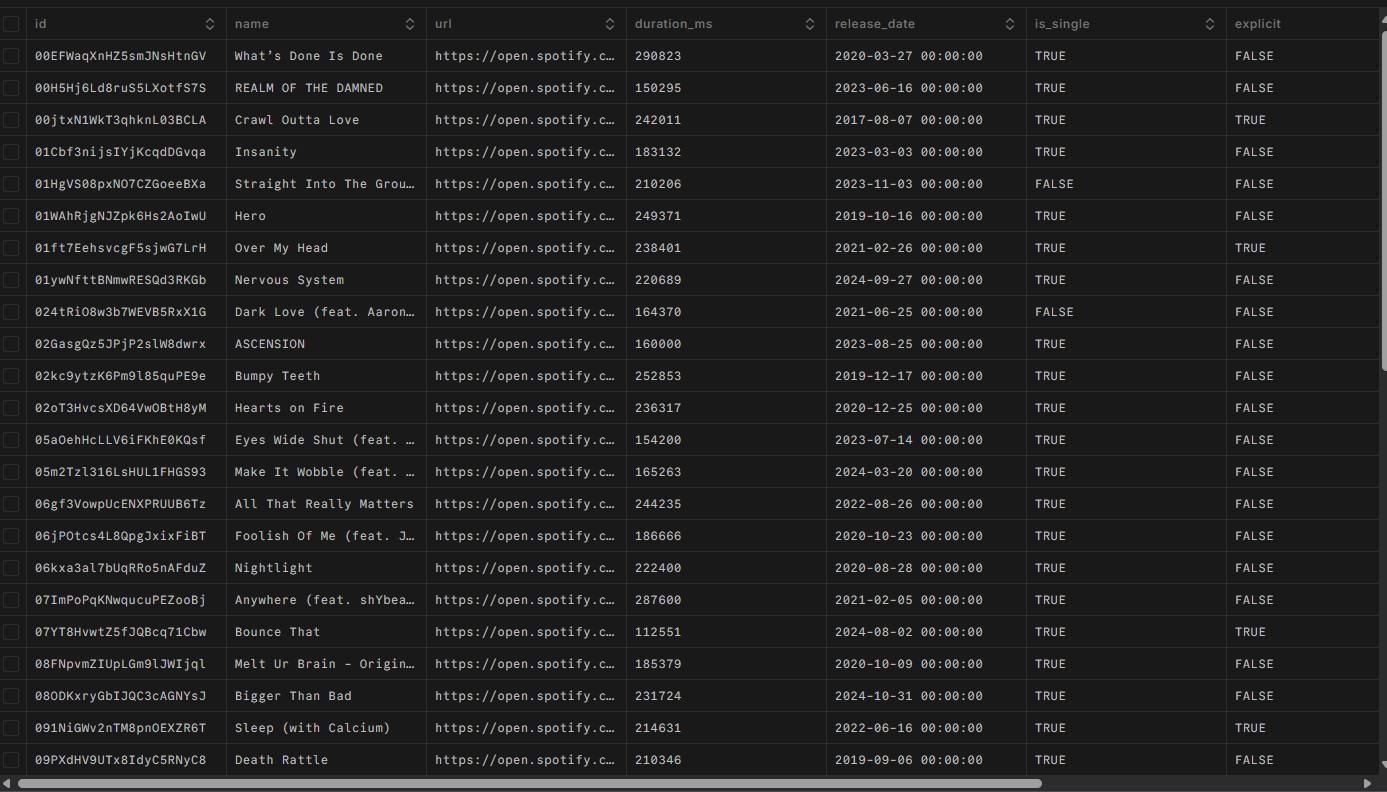 id name url duration_ms release_date is_single explicit
00EFWaqXnHZ5smJNsHtnGV What's Done Is Done https://open.spotify.c… 290823 2020-03-27 00:00:00 TRUE FALSE
00H5Hj6Ld8ruS5LXotfS7S REALM OF THE DAMNED https://open.spotify.c… 150295 2023-06-16 00:00:00 TRUE FALSE
00jtxN1WkT3qhknL03BCLA Crawl Outta Love https://open.spotify.c… 242011 2017-08-07 00:00:00 TRUE TRUE
01Cbf3nijsIYjKcqdDGvqa Insanity https://open.spotify.c… 183132 2023-03-03 00:00:00 TRUE FALSE
01HgVS08pxNO7CZGoeeBXa Straight Into The Grou… https://open.spotify.c… 210206 2023-11-03 00:00:00 FALSE FALSE
01WAhRjgNJZpk6Hs2AoIwU Hero https://open.spotify.c… 249371 2019-10-16 00:00:00 TRUE FALSE
01ft7EehsvcgF5sjwG7LrH Over My Head https://open.spotify.c… 238401 2021-02-26 00:00:00 TRUE TRUE
01ywNfttBNmwRESQd3RKGb Nervous System https://open.spotify.c… 220689 2024-09-27 00:00:00 TRUE FALSE
024tRiO8w3b7WEVB5RxX1G Dark Love (feat. Aaron… https://open.spotify.c… 164370 2021-06-25 00:00:00 FALSE FALSE
02GasgQz5JPjP2slW8dwrx ASCENSION https://open.spotify.c… 160000 2023-08-25 00:00:00 TRUE FALSE
02kc9ytzK6Pm9l85quPE9e Bumpy Teeth https://open.spotify.c… 252853 2019-12-17 00:00:00 TRUE FALSE
02oT3HvcsXD64VwOBtH8yM Hearts on Fire https://open.spotify.c… 236317 2020-12-25 00:00:00 TRUE FALSE
05aOehHcLLV6iFKhE0KQsf Eyes Wide Shut (feat. … https://open.spotify.c… 154200 2023-07-14 00:00:00 TRUE FALSE
05m2Tzl316LsHUL1FHGS93 Make It Wobble (feat. … https://open.spotify.c… 165263 2024-03-20 00:00:00 TRUE FALSE
06gf3VowpUcENXPRUUB6Tz All That Really Matters https://open.spotify.c… 244235 2022-08-26 00:00:00 TRUE FALSE
06jPOtcs4L8QpgJxixFiBT Foolish Of Me (feat. J… https://open.spotify.c… 186666 2020-10-23 00:00:00 TRUE FALSE
06kxa3al7bUqRRo5nAFduZ Nightlight https://open.spotify.c… 222400 2020-08-28 00:00:00 TRUE FALSE
07ImPoPqKNwqucuPEZooBj Anywhere (feat. shYbea… https://open.spotify.c… 287600 2021-02-05 00:00:00 TRUE FALSE
07YT8HvwtZ5fJQBcq71Cbw Bounce That https://open.spotify.c… 112551 2024-08-02 00:00:00 TRUE TRUE
08FNpvmZIUpLGm9lJWIjql Melt Ur Brain - Origin… https://open.spotify.c… 185379 2020-10-09 00:00:00 TRUE FALSE
08ODKxryGbIJQC3cAGNYsJ Bigger Than Bad https://open.spotify.c… 231724 2024-10-31 00:00:00 TRUE FALSE
091NiGWv2nTM8pnOEXZR6T Sleep (with Calcium) https://open.spotify.c… 214631 2022-06-16 00:00:00 TRUE TRUE
09PXdHV9UTx8IdyC5RNyC8 Death Rattle https://open.spotify.c… 210346 2019-09-06 00:00:00 TRUE FALSE